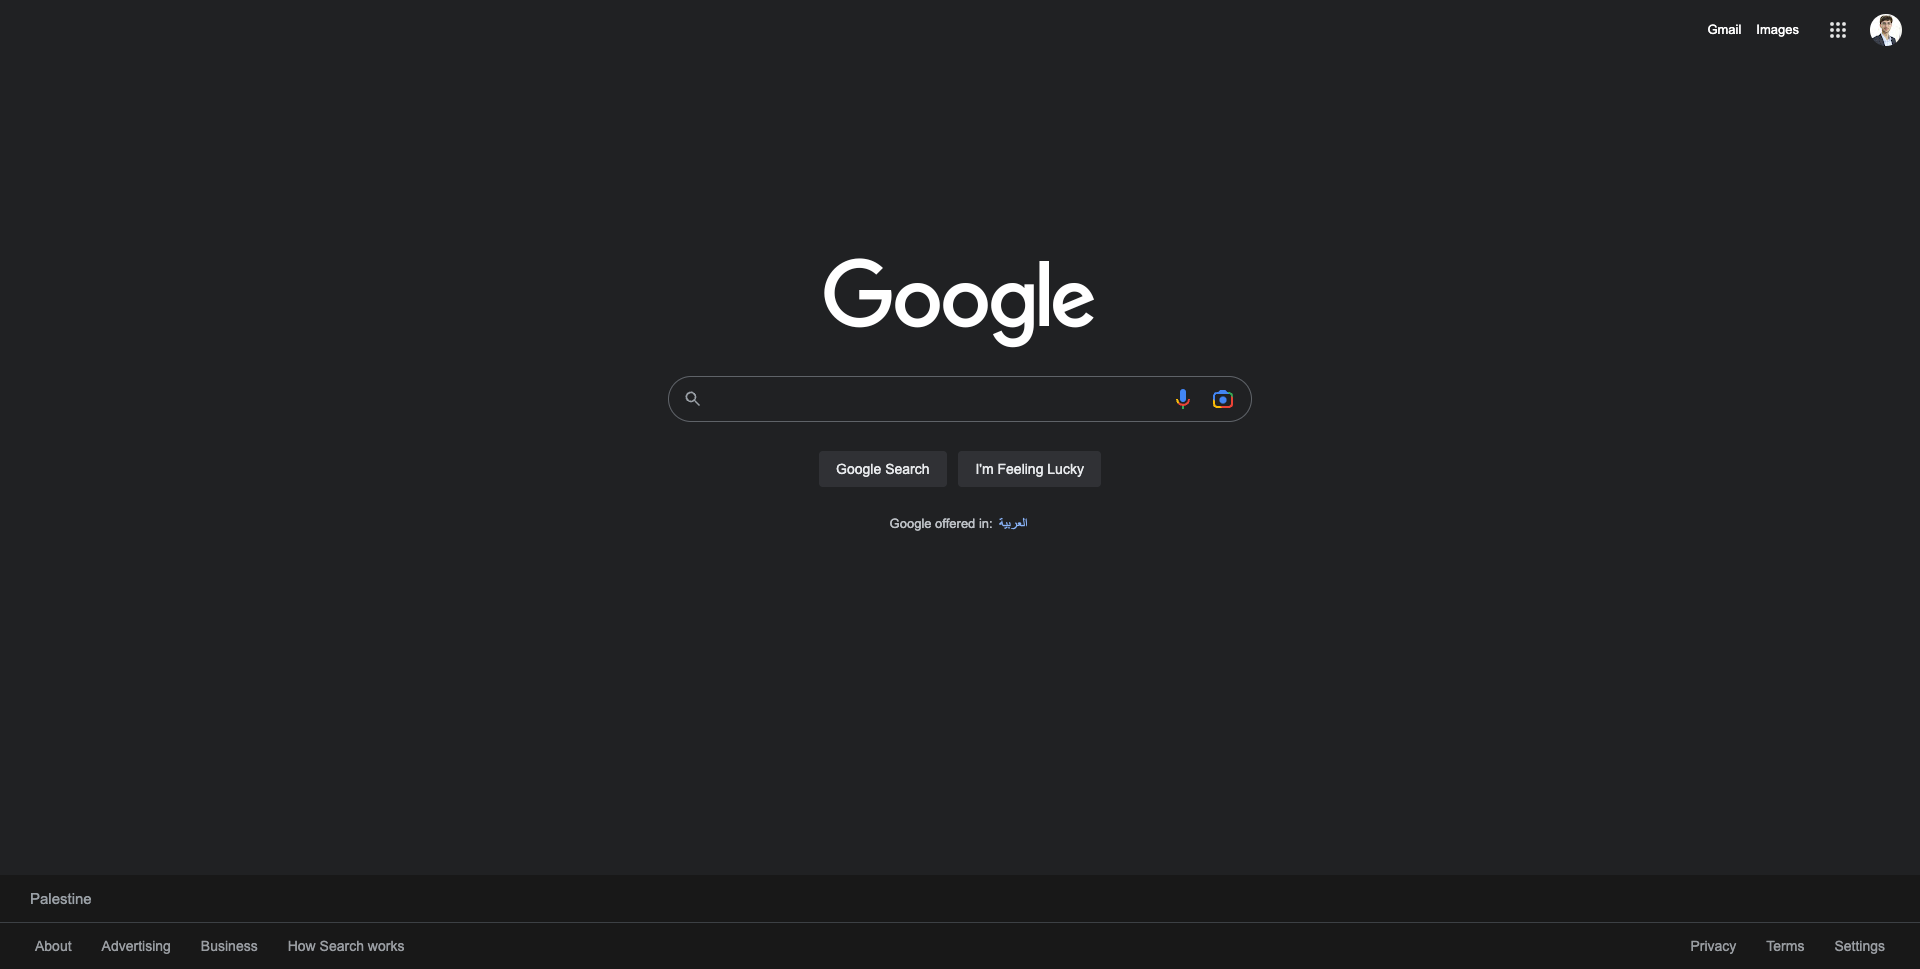 Gmail Images
Google
Google Search I'm Feeling Lucky
Google offered in: العربية
Palestine
About Advertising Business How Search works Privacy Terms Settings